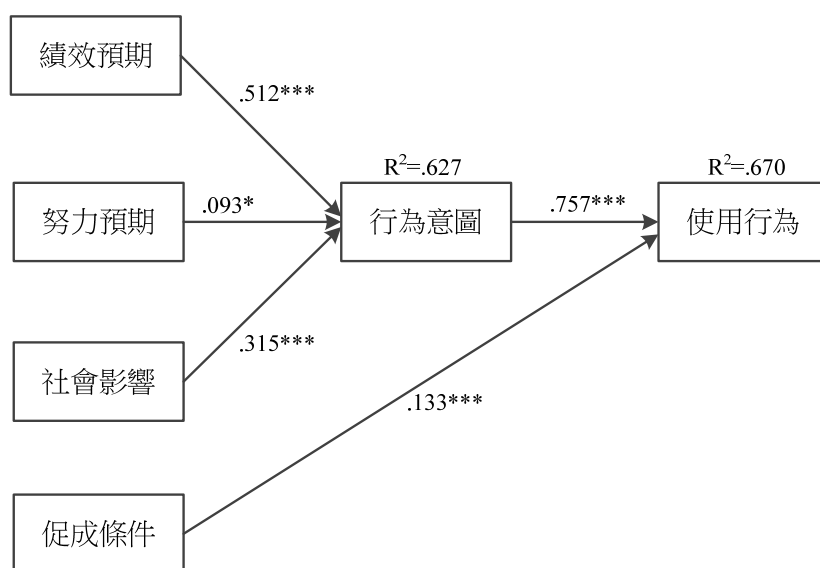 績效預期
.512***
R²=.627
R²=.670
努力預期
.093*
行為意圖
.757***
使用行為
.315***
社會影響
.133***
促成條件